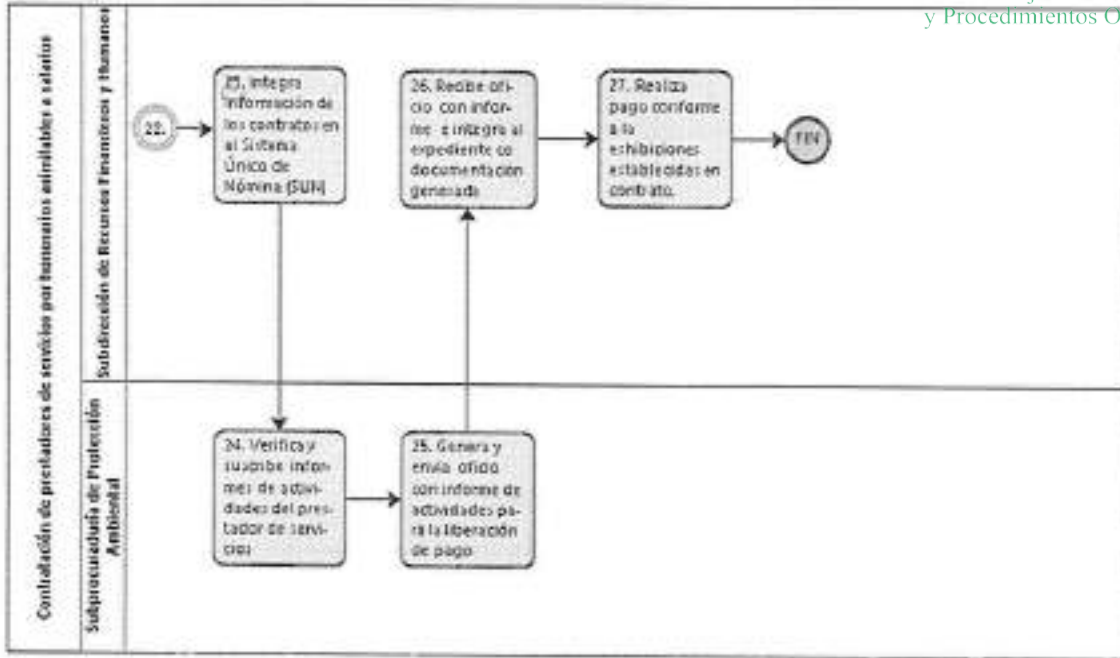 y Procedimientos O
Contratación de prestadores de servicios por honorarios asimilables a salarios
Subdirección de Recursos Financieros y Humanos
22.
23. Integra
información de
los contratos en
el Sistema
Único de
Nómina (SUN)
26. Recibe ofi-
cio con infor-
me e integra al
expediente co
documentación
generada
27. Realiza
pago conforme
a la
exhibiciones
establecidas en
contrato.
FIN
Subprocuraduría de Protección
Ambiental
24. Verifica y
suscribe infor-
mes de activi-
dades del pres-
tador de servi-
cios
25. Genera y
envía oficio
con informe de
actividades pa-
ra la liberación
de pago